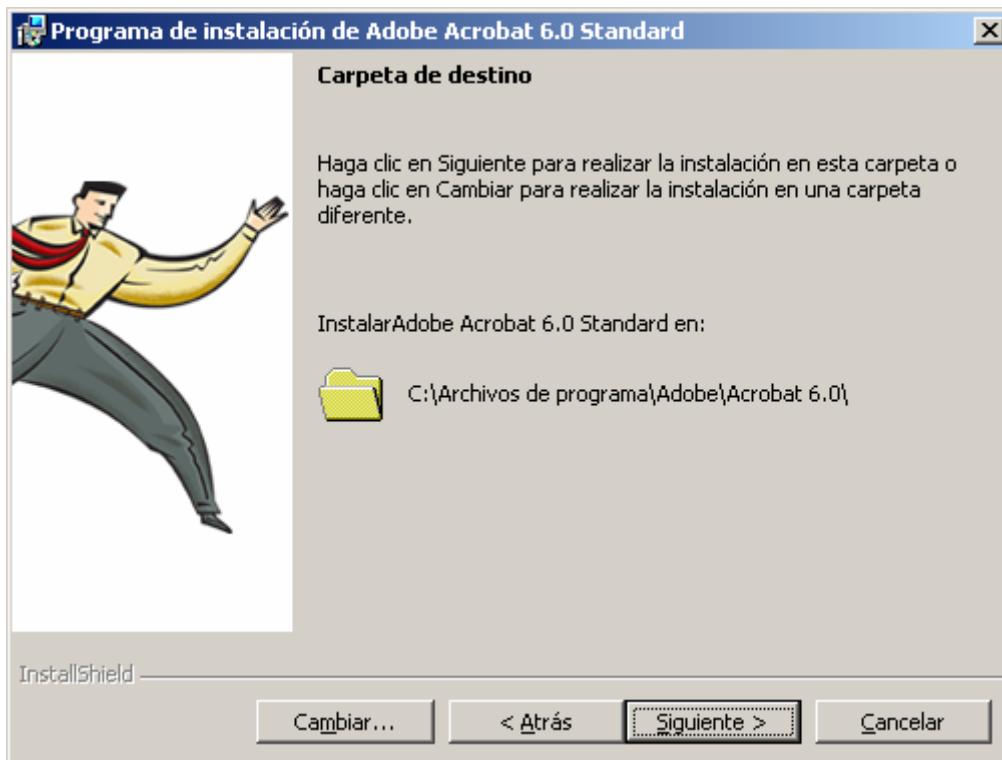 Programa de instalación de Adobe Acrobat 6.0 Standard
Carpeta de destino
Haga clic en Siguiente para realizar la instalación en esta carpeta o
haga clic en Cambiar para realizar la instalación en una carpeta
diferente.
InstalarAdobe Acrobat 6.0 Standard en:
C:\Archivos de programa\Adobe\Acrobat 6.0\
InstallShield
Cambiar... < Atrás Siguiente > Cancelar